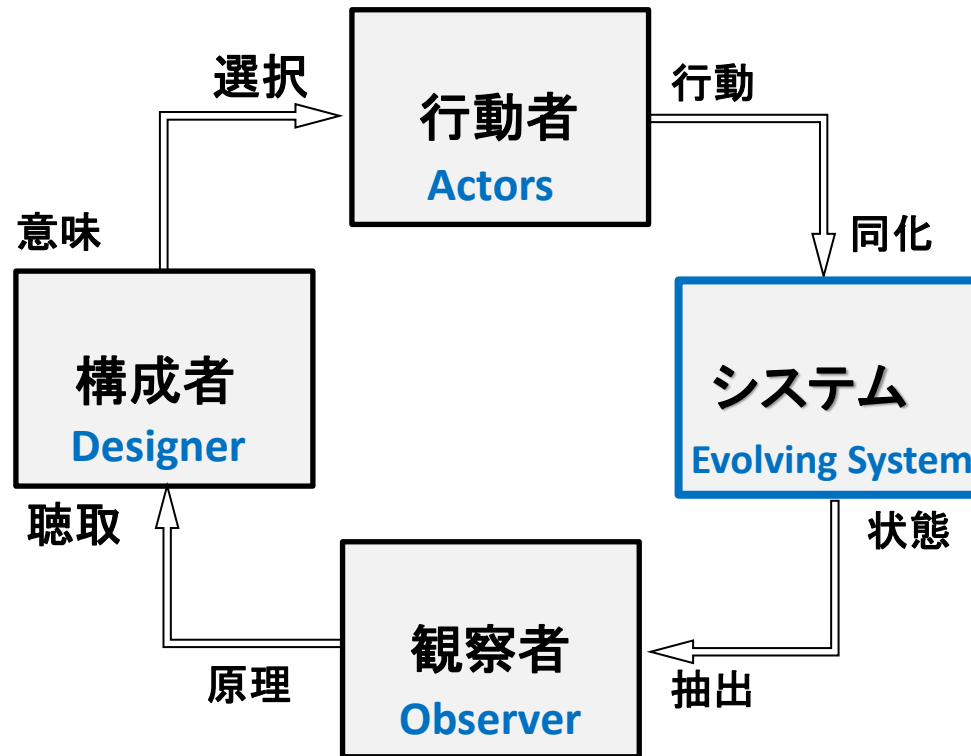 選択
行動者
Actors
行動
同化
システム
Evolving System
状態
抽出
観察者
Observer
原理
聴取
構成者
Designer
意味